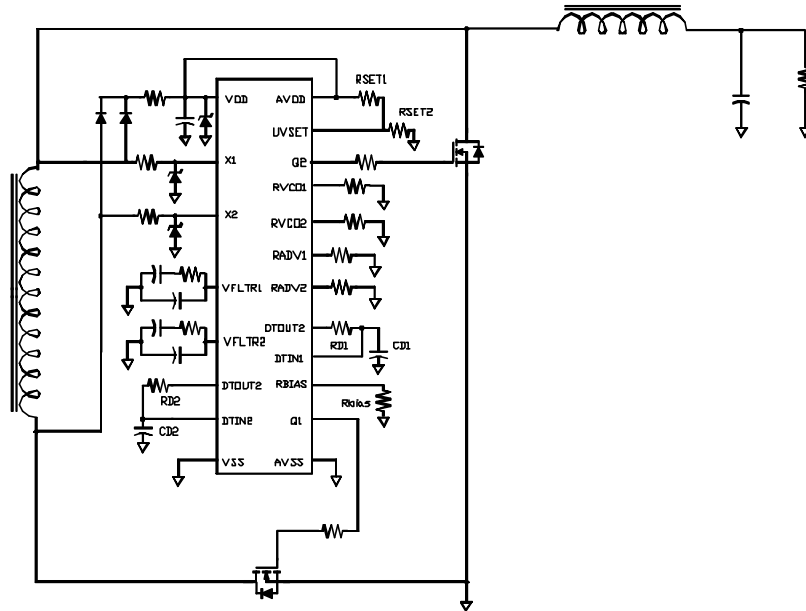 VDD
AVDD
RSET1
RSET2
UVSET
X1
Q2
RVCO1
X2
RVCO2
RADV1
VFLTR1
RADV2
DTOUT2
VFLTR2
RD1
CD1
DTIN1
DTOUT2
RBIAS
RD2
Rbias
DTIN2
Q1
CD2
VSS
AVSS